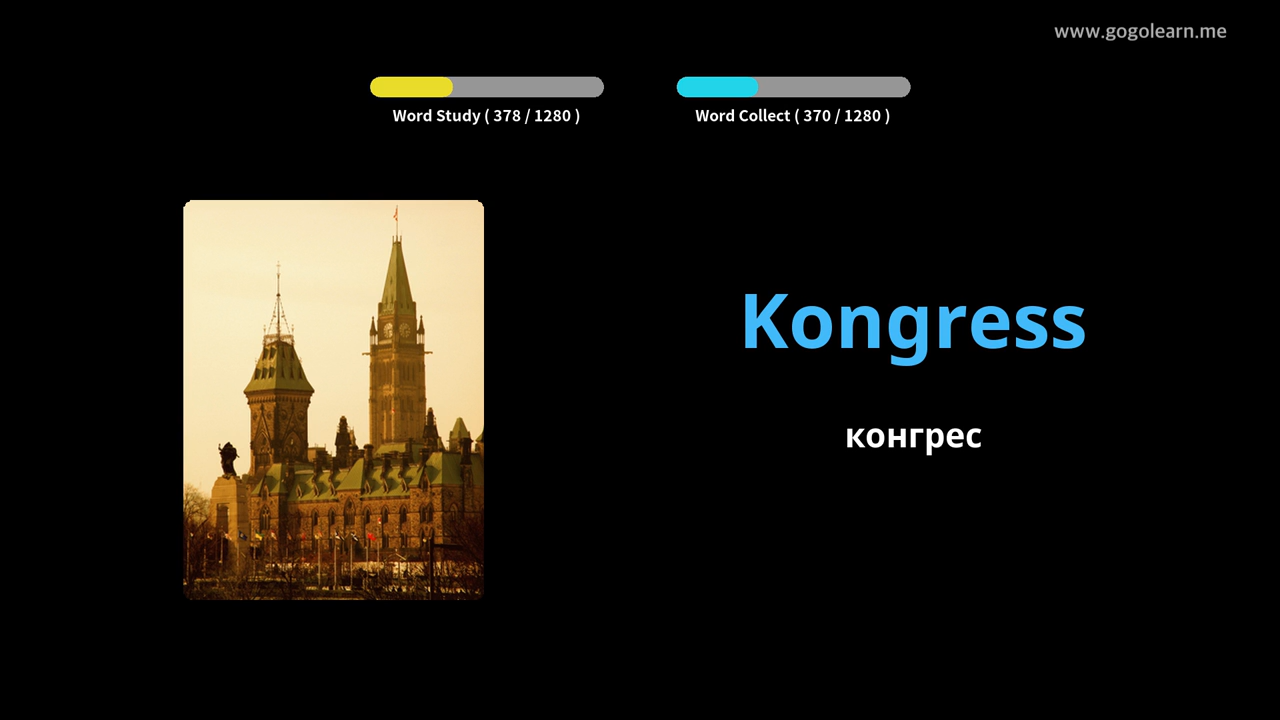 www.gogolearn.me
Word Study ( 378 / 1280 )
Word Collect ( 370 / 1280 )
Kongress
конгрес